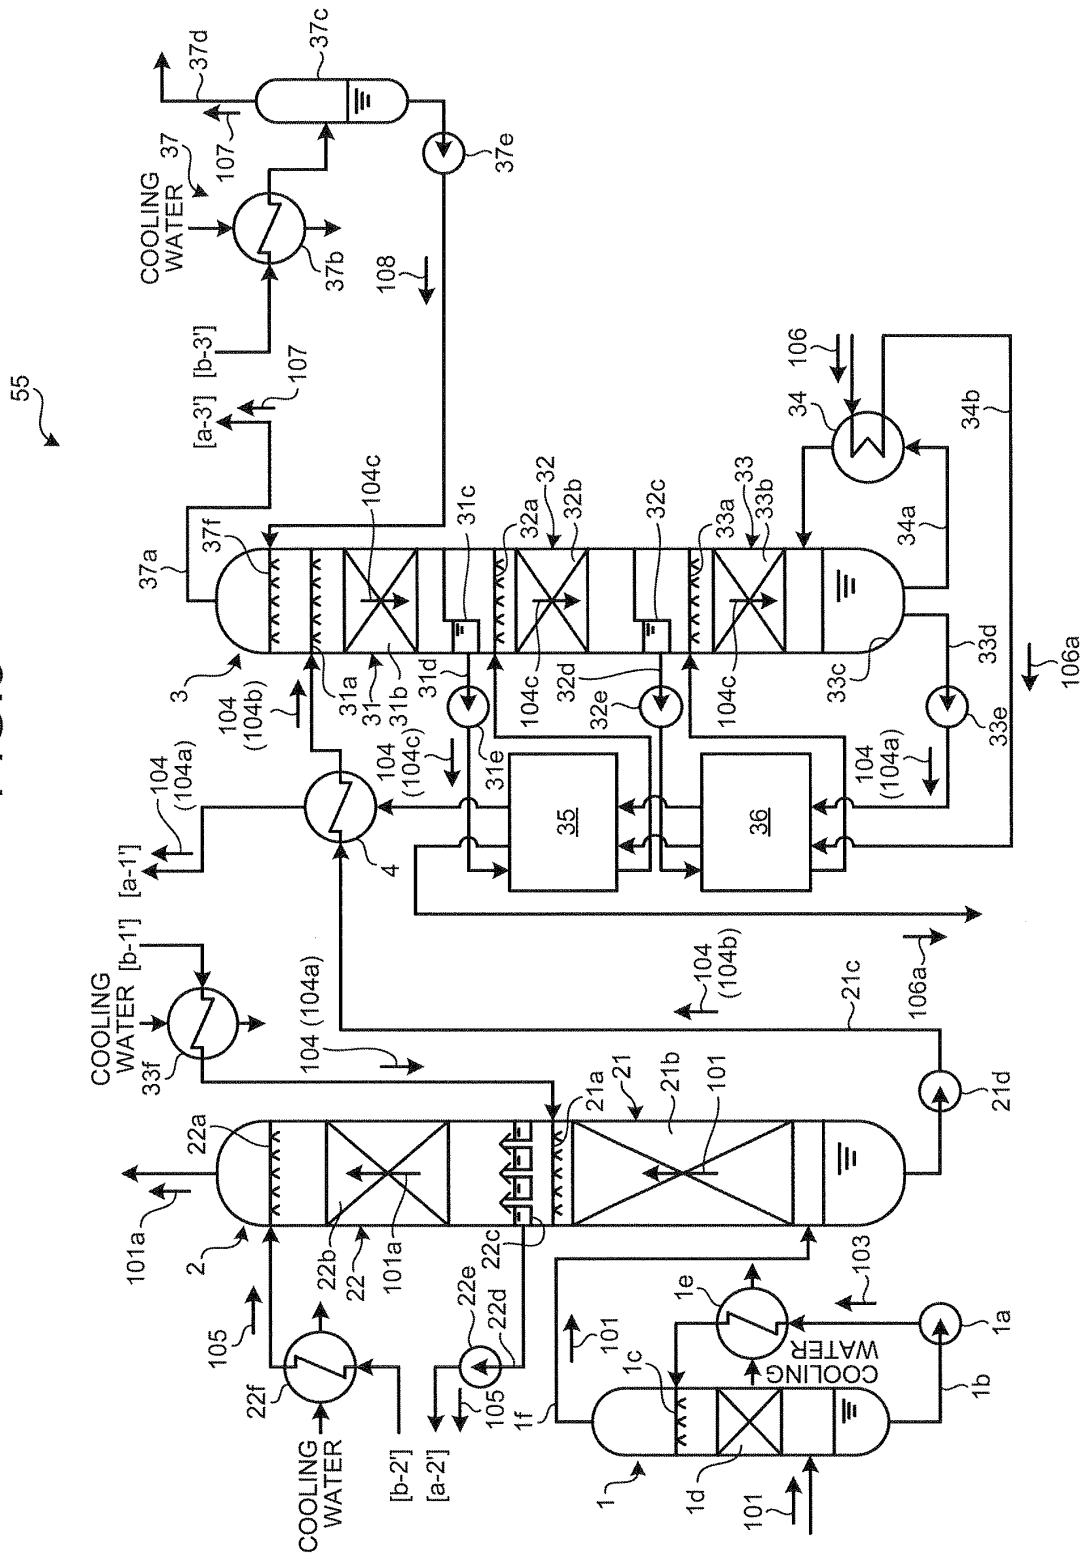 55
COOLING
WATER
37
107
37d
37c
37b
37e
[b-3']
[a-3']
107
108
37a
37f
3
104c
31c
32a
32
32b
32c
33a
33
33b
106
34
34b
34a
104
(104b)
31a
31
31b
31d
104c
32d
32e
104c
33c
33d
33e
106a
104
(104a)
4
104
(104c)
31e
35
36
104
(104a)
[a-1']
[b-1']
COOLING
WATER
33f
104 (104a)
104
(104b)
106a
21c
22a
101a
2
22b
22
101a
22c
21a
21
21b
101
21d
105
22f
COOLING
WATER
22e
22d
105
[b-2']
[a-2']
1f
101
1c
1e
COOLING
WATER
103
1a
1b
1
1d
101